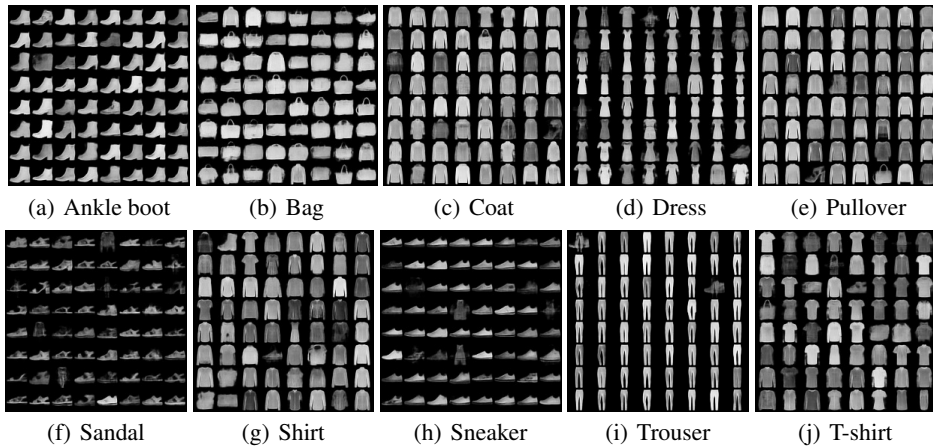 (a) Ankle boot
(b) Bag
(c) Coat
(d) Dress
(e) Pullover
(f) Sandal
(g) Shirt
(h) Sneaker
(i) Trouser
(j) T-shirt